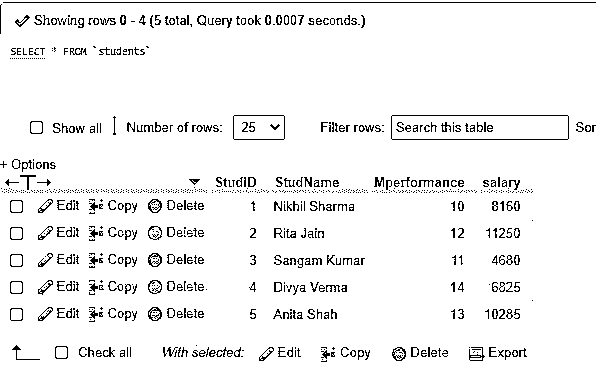 Showing rows 0 - 4 (5 total, Query took 0.0007 seconds.)
SELECT * FROM `students`
Show all Number of rows: 25 Filter rows: Search this table Sor
+ Options
←T→ StudID StudName Mperformance salary
Edit Copy Delete 1 Nikhil Sharma 10 8160
Edit Copy Delete 2 Rita Jain 12 11250
Edit Copy Delete 3 Sangam Kumar 11 4680
Edit Copy Delete 4 Divya Verma 14 6825
Edit Copy Delete 5 Anita Shah 13 10285
Check all With selected: Edit Copy Delete Export